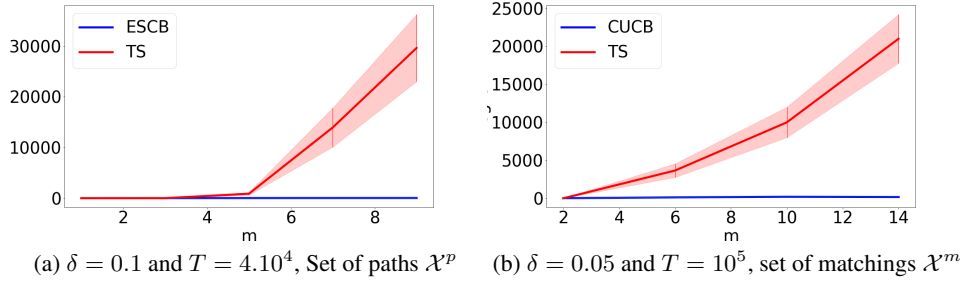 ESCB
TS
30000
20000
10000
0
2 4 6 8
m
(a) δ = 0.1 and T = 4.10⁴, Set of paths 𝒳ᵖ
CUCB
TS
25000
20000
15000
10000
5000
0
2 4 6 8 10 12 14
m
(b) δ = 0.05 and T = 10⁵, set of matchings 𝒳ᵐ